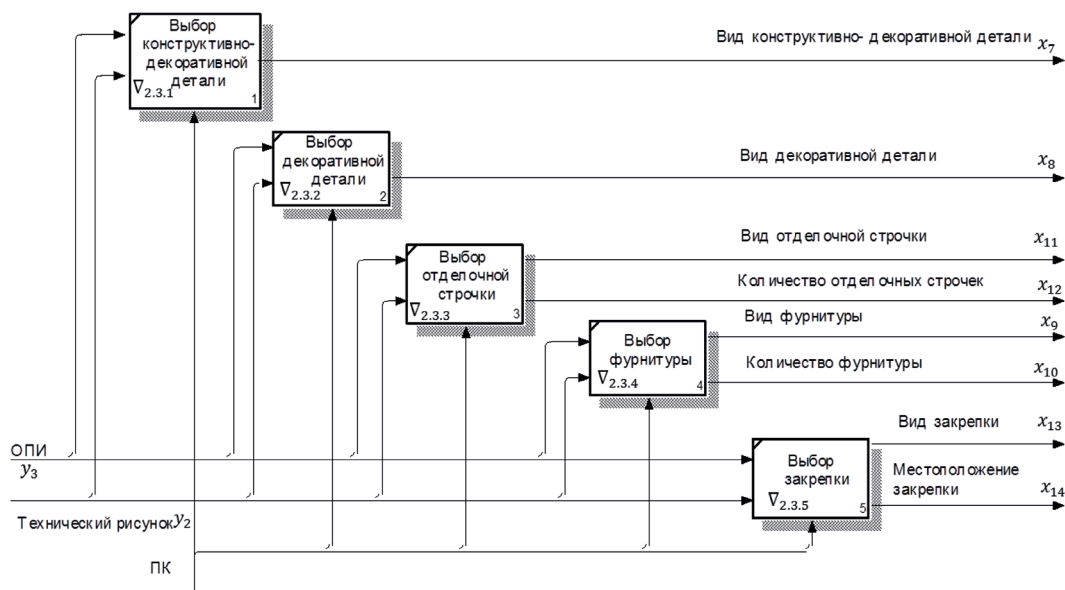 Выбор
конструктивно-
декоративной
детали
∇2.3.1
1
Вид конструктивно- декоративной детали
x7
Выбор
декоративной
детали
∇2.3.2
2
Вид декоративной детали
x8
Выбор
отделочной
строчки
∇2.3.3
3
Вид отделочной строчки
x11
Количество отделочных строчек
x12
Выбор
фурнитуры
∇2.3.4
4
Вид фурнитуры
x9
Количество фурнитуры
x10
Выбор
закрепки
∇2.3.5
5
Вид закрепки
x13
Местоположение
закрепки
x14
ОПИ
y3
Технический рисунок y2
ПК